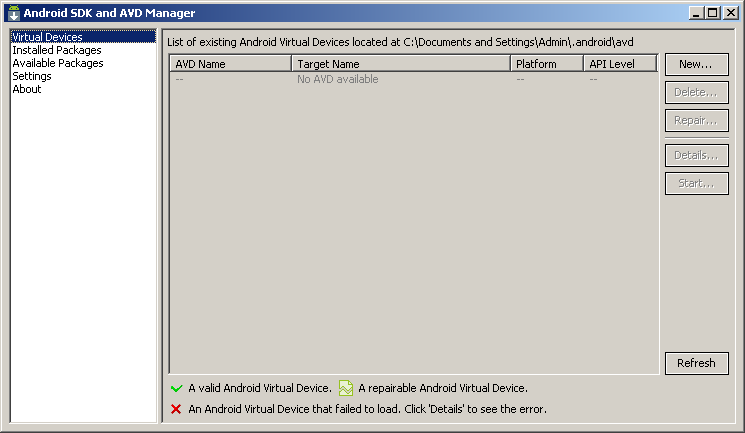 Android SDK and AVD Manager
Virtual Devices
Installed Packages
Available Packages
Settings
About
List of existing Android Virtual Devices located at C:\Documents and Settings\Admin\.android\avd
AVD Name Target Name Platform API Level
-- No AVD available -- --
New...
Delete...
Repair...
Details...
Start...
Refresh
A valid Android Virtual Device. A repairable Android Virtual Device.
An Android Virtual Device that failed to load. Click 'Details' to see the error.